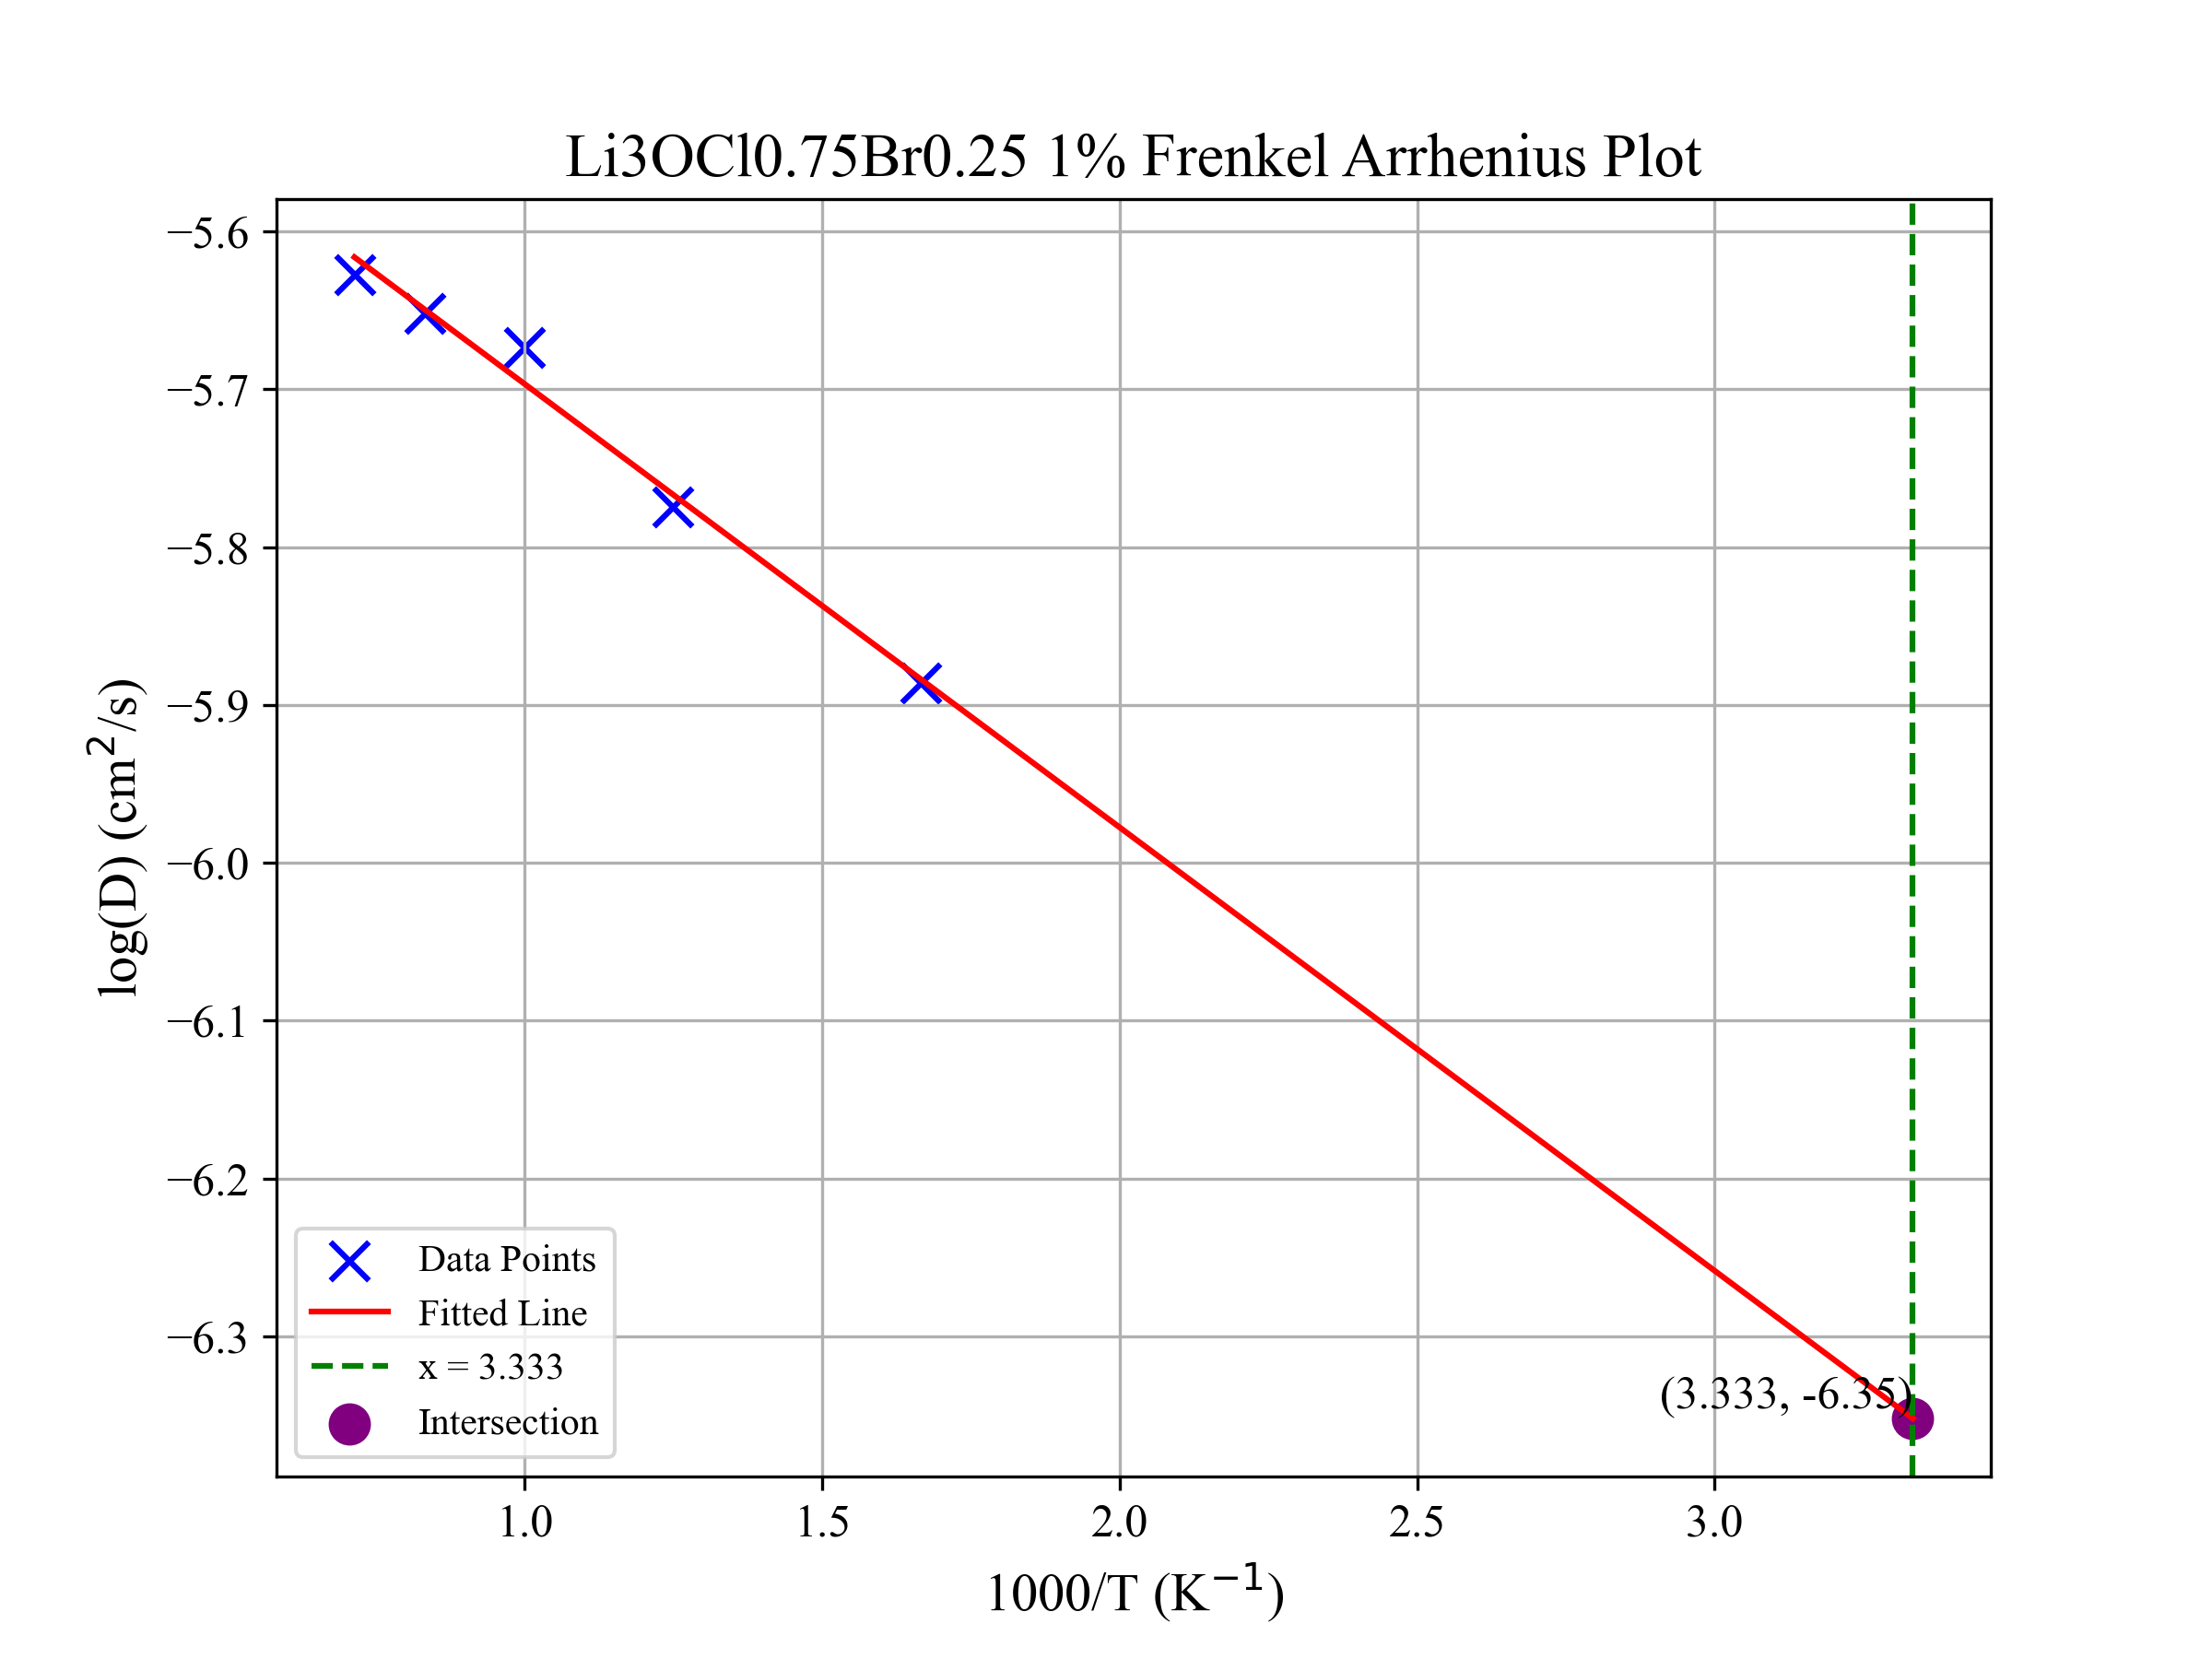 Li3OCl0.75Br0.25 1% Frenkel Arrhenius Plot
−5.6
−5.7
−5.8
−5.9
−6.0
−6.1
−6.2
−6.3
log(D) (cm²/s)
Data Points
Fitted Line
x = 3.333
Intersection
(3.333, -6.35)
1.0 1.5 2.0 2.5 3.0
1000/T (K⁻¹)